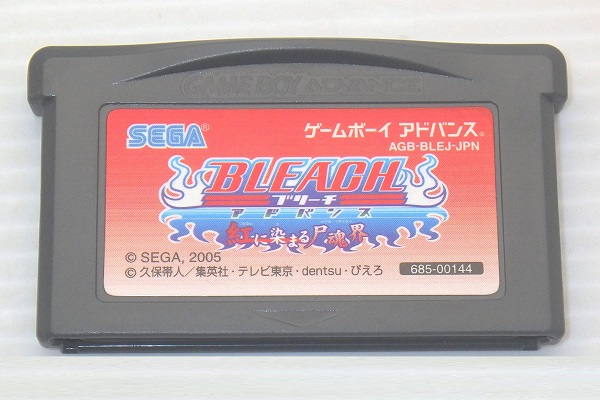 GAME BOY ADVANCE
SEGA®
ゲームボーイ アドバンス®
AGB-BLEJ-JPN
BLEACH
ブリーチ
アドバンス
紅に染まる尸魂界
© SEGA, 2005
© 久保帯人／集英社・テレビ東京・dentsu・ぴえろ
685-00144